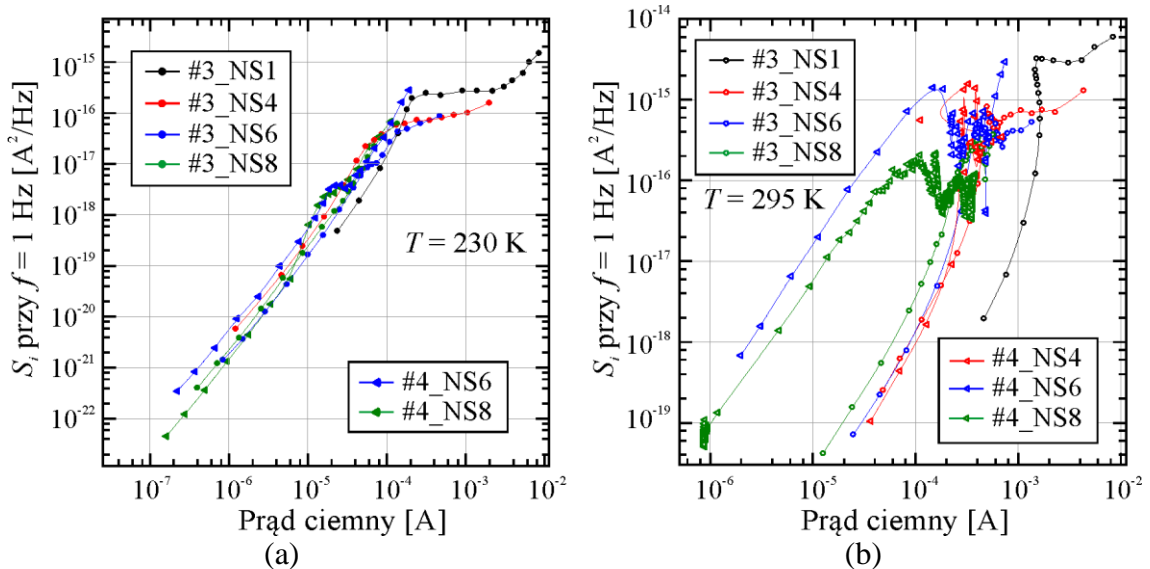 S_i przy f = 1 Hz [A²/Hz]
10⁻¹⁵
10⁻¹⁶
10⁻¹⁷
10⁻¹⁸
10⁻¹⁹
10⁻²⁰
10⁻²¹
10⁻²²
#3_NS1
#3_NS4
#3_NS6
#3_NS8
T = 230 K
#4_NS6
#4_NS8
10⁻⁷ 10⁻⁶ 10⁻⁵ 10⁻⁴ 10⁻³ 10⁻²
Prąd ciemny [A]
(a)
S_i przy f = 1 Hz [A²/Hz]
10⁻¹⁴
10⁻¹⁵
10⁻¹⁶
10⁻¹⁷
10⁻¹⁸
10⁻¹⁹
#3_NS1
#3_NS4
#3_NS6
#3_NS8
T = 295 K
#4_NS4
#4_NS6
#4_NS8
10⁻⁶ 10⁻⁵ 10⁻⁴ 10⁻³ 10⁻²
Prąd ciemny [A]
(b)